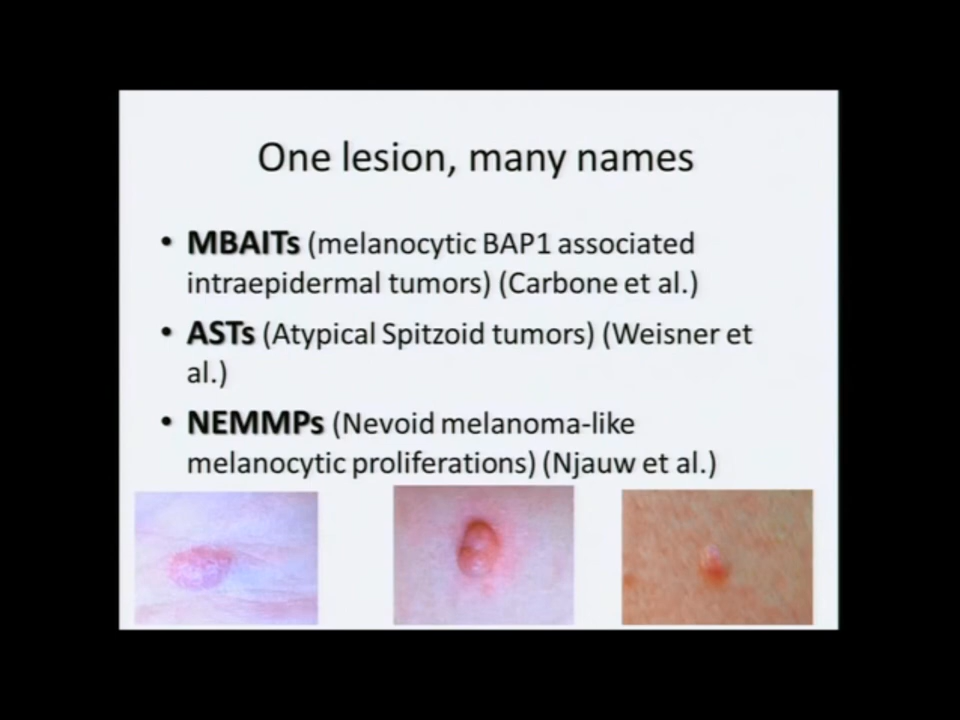 One lesion, many names
• MBAITs (melanocytic BAP1 associated
intraepidermal tumors) (Carbone et al.)
• ASTs (Atypical Spitzoid tumors) (Weisner et
al.)
• NEMMPs (Nevoid melanoma-like
melanocytic proliferations) (Njauw et al.)